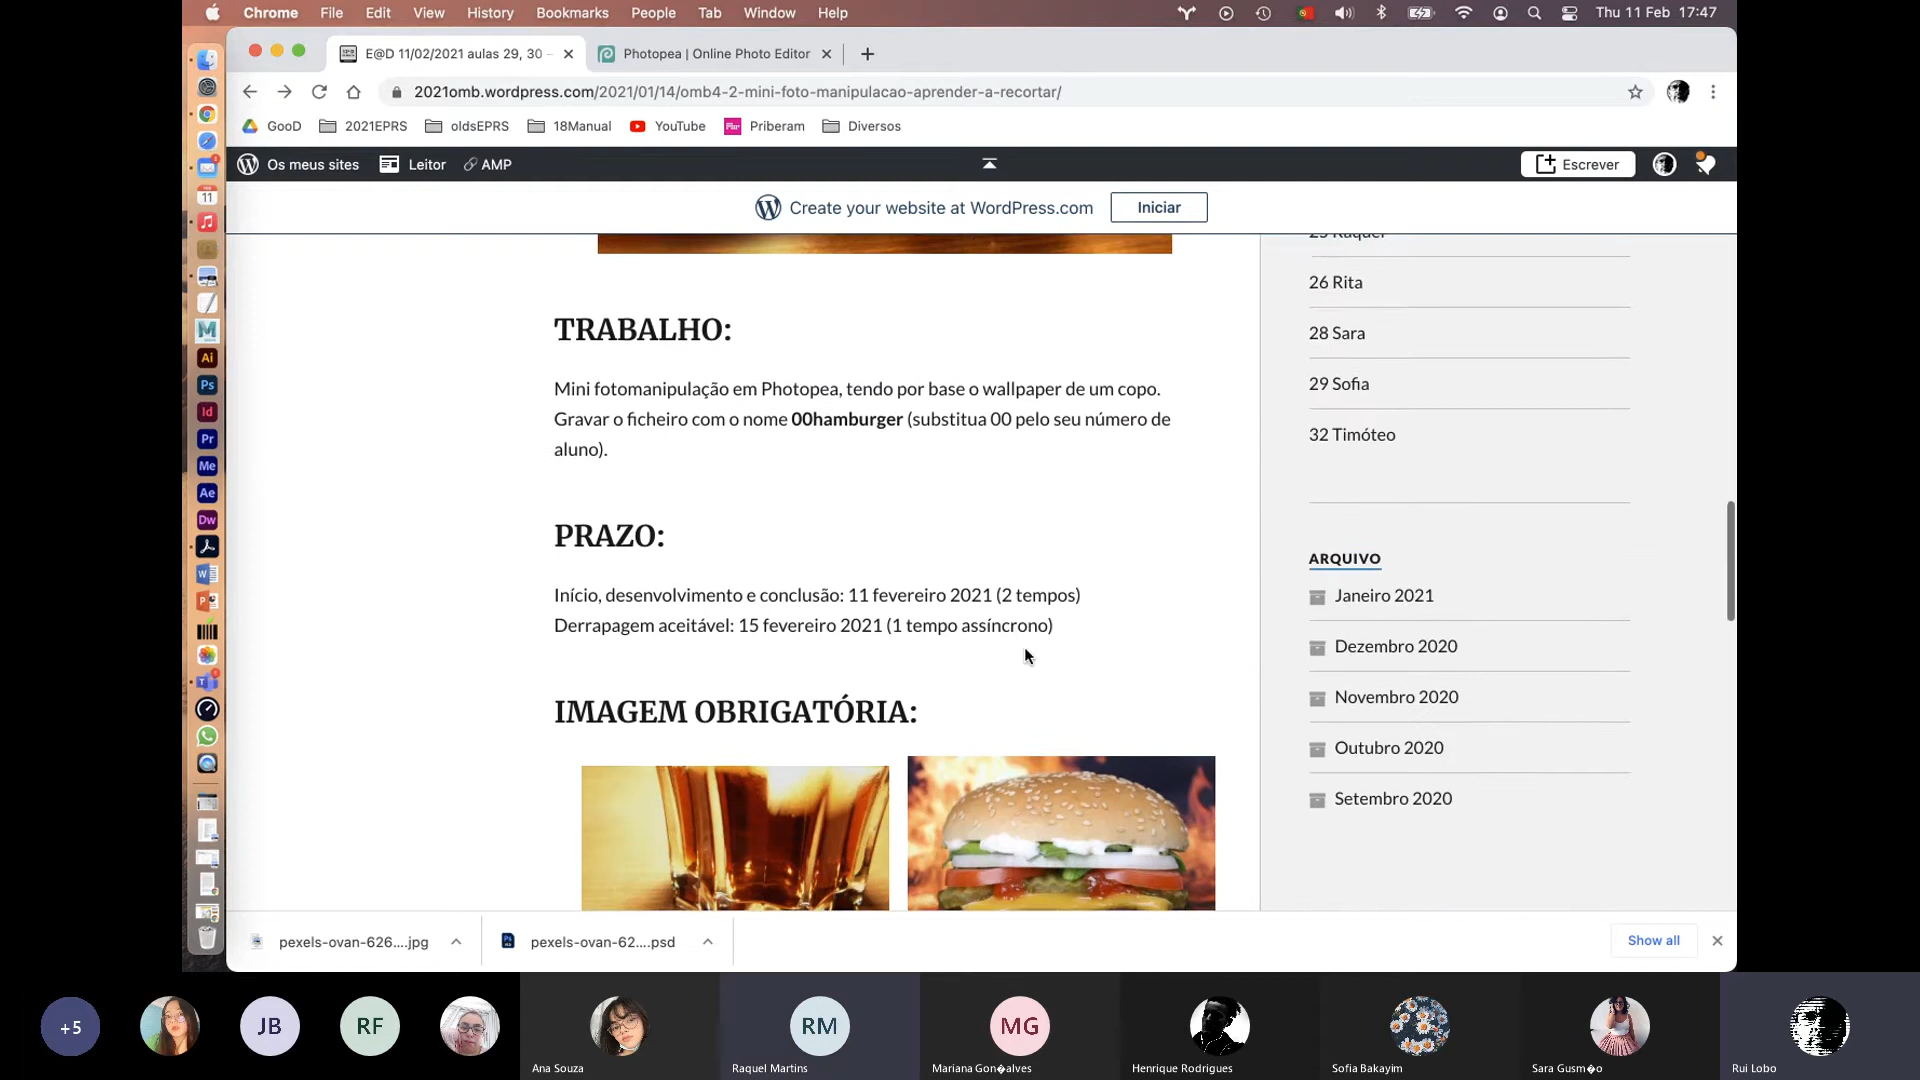 Chrome File Edit View History Bookmarks People Tab Window Help
Thu 11 Feb 17:47
E@D 11/02/2021 aulas 29, 30 -
Photopea | Online Photo Editor
2021omb.wordpress.com/2021/01/14/omb4-2-mini-foto-manipulacao-aprender-a-recortar/
GooD 2021EPRS oldsEPRS 18Manual YouTube Priberam Diversos
Os meus sites Leitor AMP
Escrever
Create your website at WordPress.com Iniciar
TRABALHO:
Mini fotomanipulação em Photopea, tendo por base o wallpaper de um copo.
Gravar o ficheiro com o nome 00hamburger (substitua 00 pelo seu número de
aluno).
PRAZO:
Início, desenvolvimento e conclusão: 11 fevereiro 2021 (2 tempos)
Derrapagem aceitável: 15 fevereiro 2021 (1 tempo assíncrono)
IMAGEM OBRIGATÓRIA:
26 Rita
28 Sara
29 Sofia
32 Timóteo
ARQUIVO
Janeiro 2021
Dezembro 2020
Novembro 2020
Outubro 2020
Setembro 2020
pexels-ovan-626....jpg
pexels-ovan-62....psd
Show all
+5
JB
RF
RM
MG
Ana Souza
Raquel Martins
Mariana Gon�alves
Henrique Rodrigues
Sofia Bakayim
Sara Gusm�o
Rui Lobo